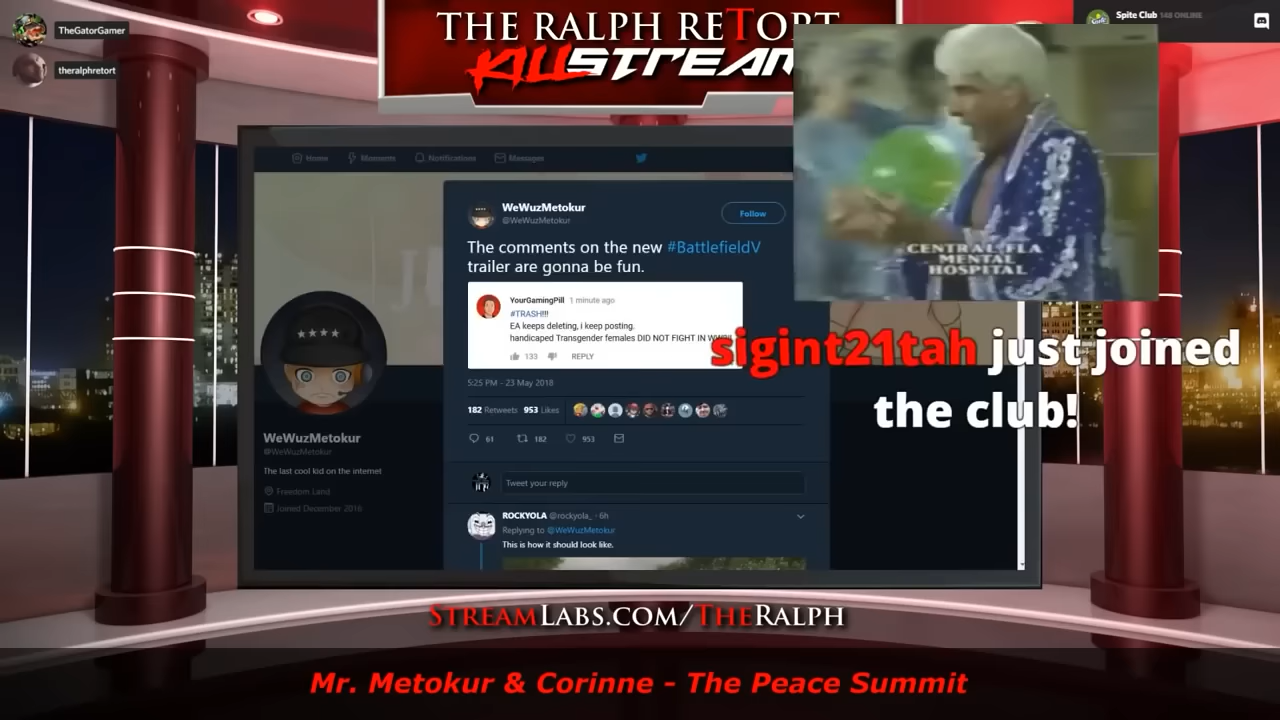 TheGatorGamer
theralphretort
THE RALPH RETORT
KILLSTREAM
Spite Club 148 ONLINE
Home Moments Notifications Messages
WeWuzMetokur
@WeWuzMetokur
Follow
The comments on the new #BattlefieldV
trailer are gonna be fun.
YourGamingPill 1 minute ago
#TRASH!!!
EA keeps deleting, i keep posting.
handicaped Transgender females DID NOT FIGHT IN
133 REPLY
5:25 PM - 23 May 2018
182 Retweets 953 Likes
61 182 953
Tweet your reply
ROCKYOLA @rockyola_ · 6h
Replying to @WeWuzMetokur
This is how it should look like.
WeWuzMetokur
@WeWuzMetokur
The last cool kid on the internet
Freedom Land
Joined December 2016
CENTRAL FLA
MENTAL
HOSPITAL
sigint21tah just joined
the club!
STREAMLABS.COM/THERALPH
Mr. Metokur & Corinne - The Peace Summit